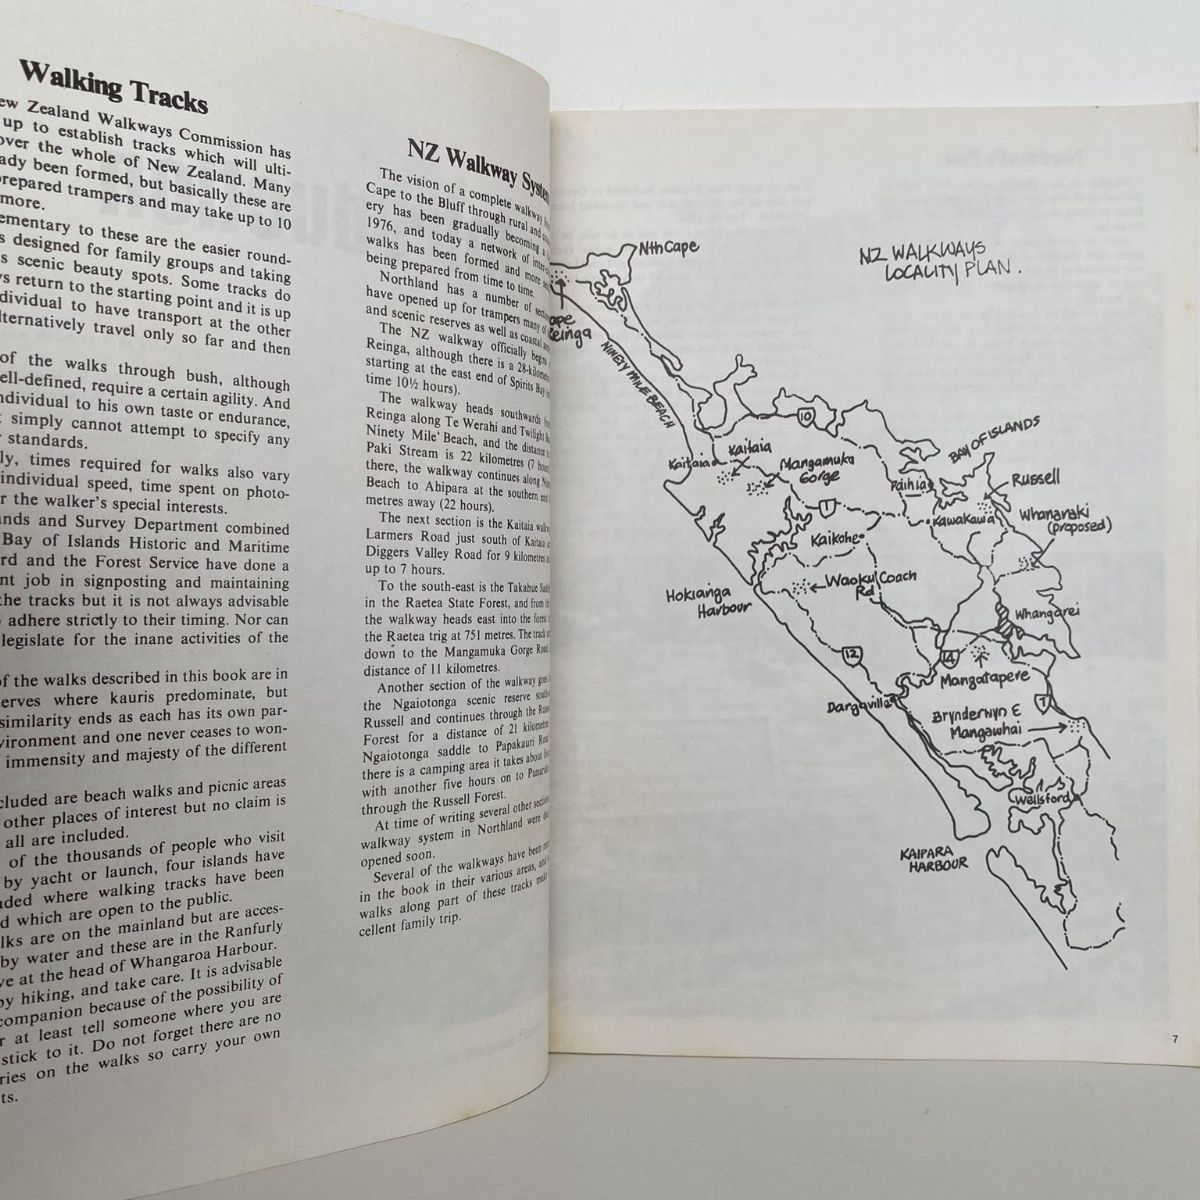 Walking Tracks
ew Zealand Walkways Commission has
up to establish tracks which will ulti-
over the whole of New Zealand. Many
ady been formed, but basically these are
prepared trampers and may take up to 10
more.
ementary to these are the easier round-
s designed for family groups and taking
s scenic beauty spots. Some tracks do
ys return to the starting point and it is up
dividual to have transport at the other
lternatively travel only so far and then
of the walks through bush, although
ell-defined, require a certain agility. And
ndividual to his own taste or endurance,
simply cannot attempt to specify any
standards.
ly, times required for walks also vary
individual speed, time spent on photo-
r the walker's special interests.
ands and Survey Department combined
Bay of Islands Historic and Maritime
rd and the Forest Service have done a
nt job in signposting and maintaining
the tracks but it is not always advisable
adhere strictly to their timing. Nor can
legislate for the inane activities of the
of the walks described in this book are in
serves where kauris predominate, but
similarity ends as each has its own par-
vironment and one never ceases to won-
immensity and majesty of the different
cluded are beach walks and picnic areas
other places of interest but no claim is
all are included.
of the thousands of people who visit
by yacht or launch, four islands have
uded where walking tracks have been
d which are open to the public.
lks are on the mainland but are acces-
by water and these are in the Ranfurly
ve at the head of Whangaroa Harbour.
by hiking, and take care. It is advisable
companion because of the possibility of
r at least tell someone where you are
stick to it. Do not forget there are no
ries on the walks so carry your own
ts.
NZ Walkway System
The vision of a complete walkway
Cape to the Bluff through rural and
ery has been gradually becoming a
1976, and today a network of
walks has been formed and more
being prepared from time to time.
Northland has a number of
have opened up for trampers many of
and scenic reserves as well as coastal
The NZ walkway officially begins
Reinga, although there is a 28-
starting at the east end of Spirits Bay
time 10½ hours).
The walkway heads southwards
Reinga along Te Werahi and Twilight
Ninety Mile Beach, and the distance
Paki Stream is 22 kilometres (7
there, the walkway continues along
Beach to Ahipara at the southern end
metres away (22 hours).
The next section is the Kaitaia
Larmers Road just south of Kaitaia
Diggers Valley Road for 9 kilometres
up to 7 hours.
To the south-east is the Takahue
in the Raetea State Forest, and from
the walkway heads east into the forest
the Raetea trig at 751 metres. The track
down to the Mangamuka Gorge Road,
distance of 11 kilometres.
Another section of the walkway goes
the Ngaiotonga scenic reserve
Russell and continues through the
Forest for a distance of 21
Ngaiotonga saddle to Papakauri
there is a camping area it takes about
with another five hours on to
through the Russell Forest.
At time of writing several other
walkway system in Northland were
opened soon.
Several of the walkways have been
in the book in their various areas, and
walks along part of these tracks make
cellent family trip.
NZ WALKWAYS
LOCALITY PLAN.
Nth Cape
ape
Reinga
NINETY MILE BEACH
10
BAY OF ISLANDS
Kaitaia
Kaitaia
Mangamuka
Gorge
Paihia
Russell
1
Kawakawa
Whananaki
(proposed)
Kaikohe
Waoku Coach
Rd
Hokianga
Harbour
Whangarei
12
14
Mangatapere
Dargaville
1
Brynderwyn &
Mangawhai
Wellsford
KAIPARA
HARBOUR
7